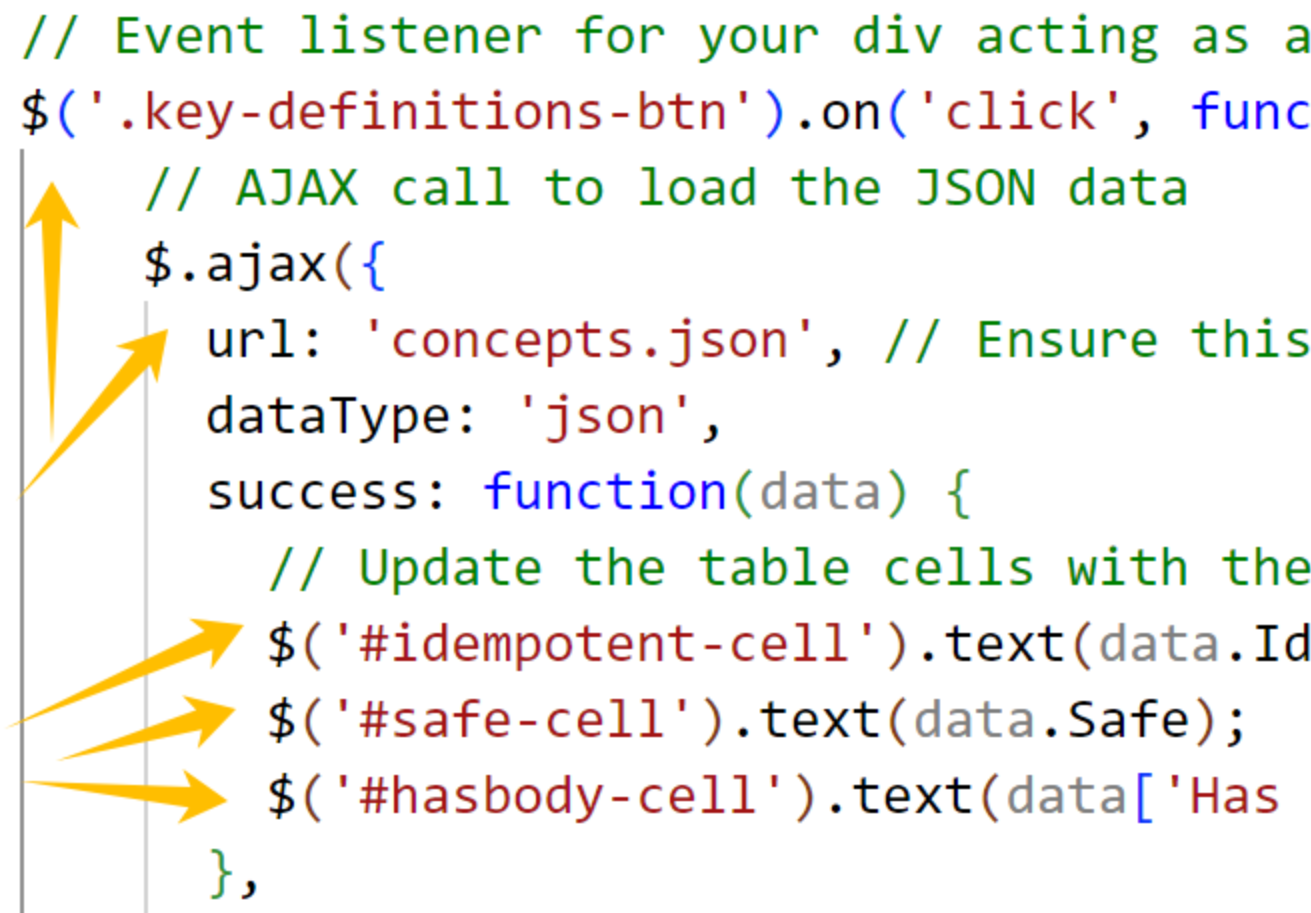 // Event listener for your div acting as a
$('.key-definitions-btn').on('click', func
// AJAX call to load the JSON data
$.ajax({
url: 'concepts.json', // Ensure this
dataType: 'json',
success: function(data) {
// Update the table cells with the
$('#idempotent-cell').text(data.Id
$('#safe-cell').text(data.Safe);
$('#hasbody-cell').text(data['Has
},